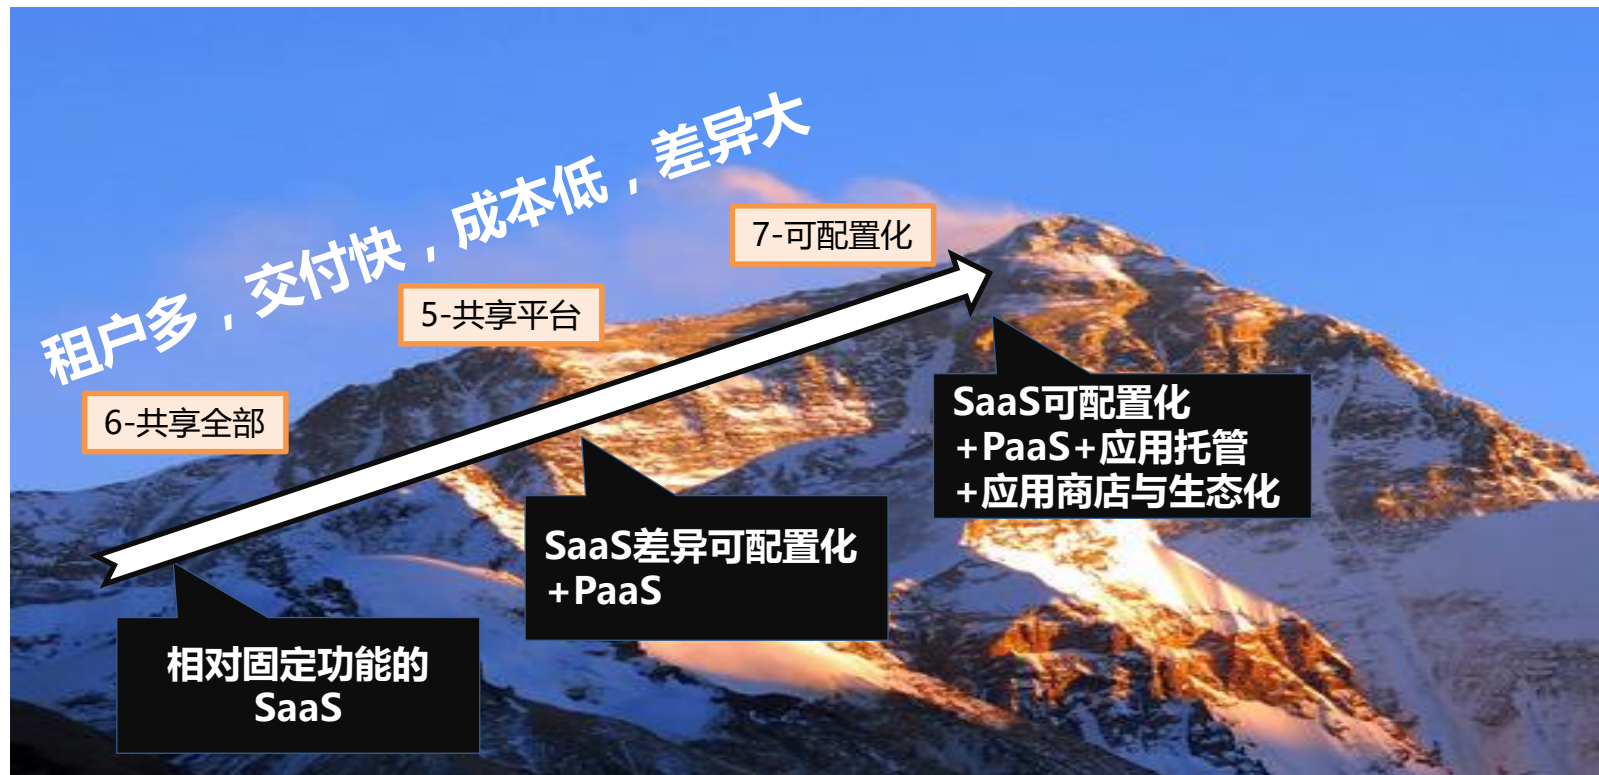 租户多，交付快，成本低，差异大
7-可配置化
5-共享平台
6-共享全部
SaaS可配置化
+PaaS+应用托管
+应用商店与生态化
SaaS差异可配置化
+PaaS
相对固定功能的
SaaS